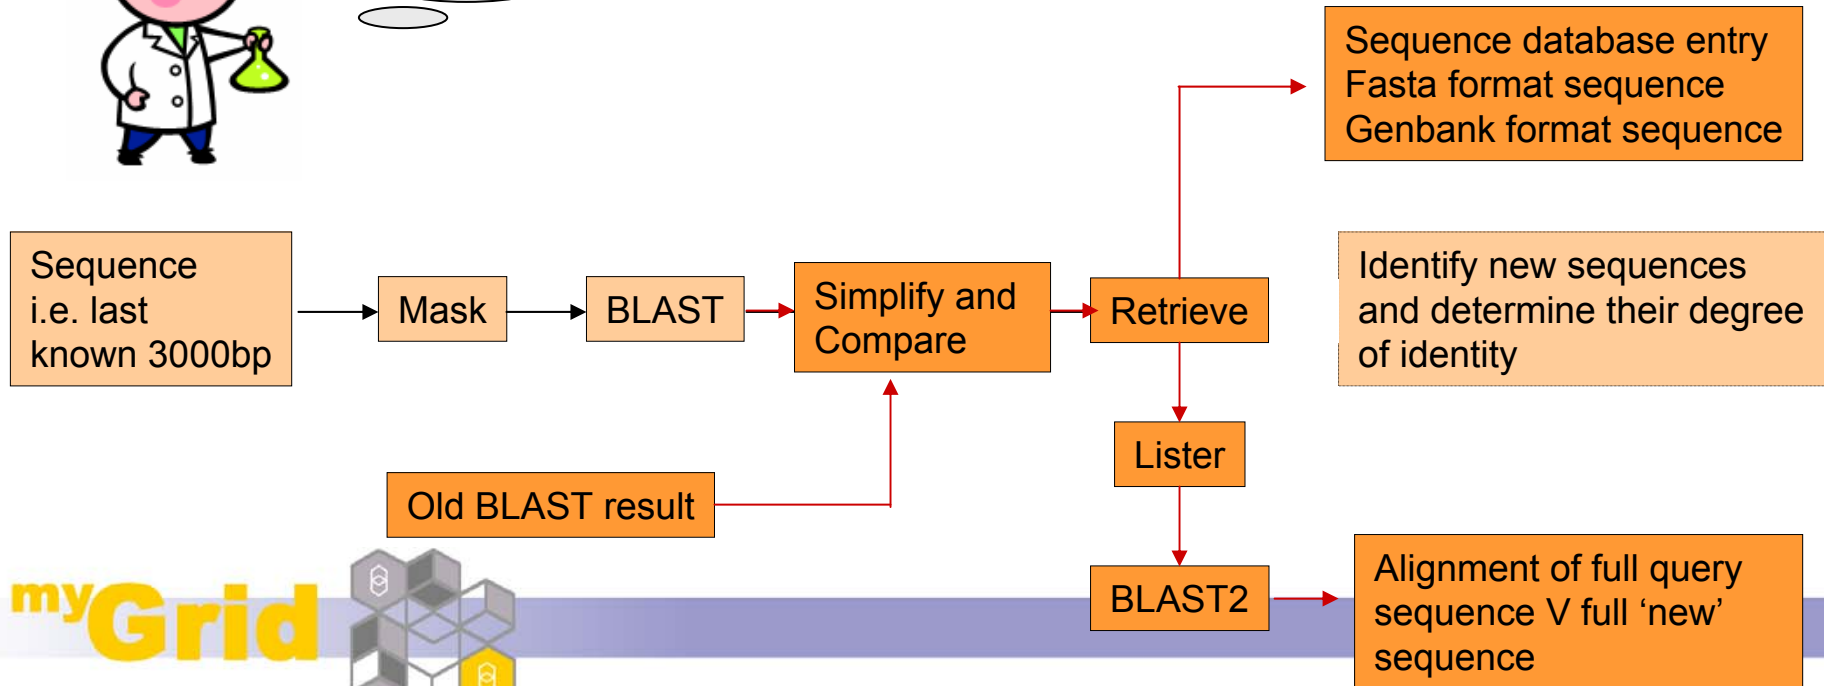 Sequence database entry
Fasta format sequence
Genbank format sequence
Sequence
i.e. last
known 3000bp
Mask
BLAST
Simplify and
Compare
Retrieve
Identify new sequences
and determine their degree
of identity
Lister
Old BLAST result
BLAST2
Alignment of full query
sequence V full ‘new’
sequence
myGrid